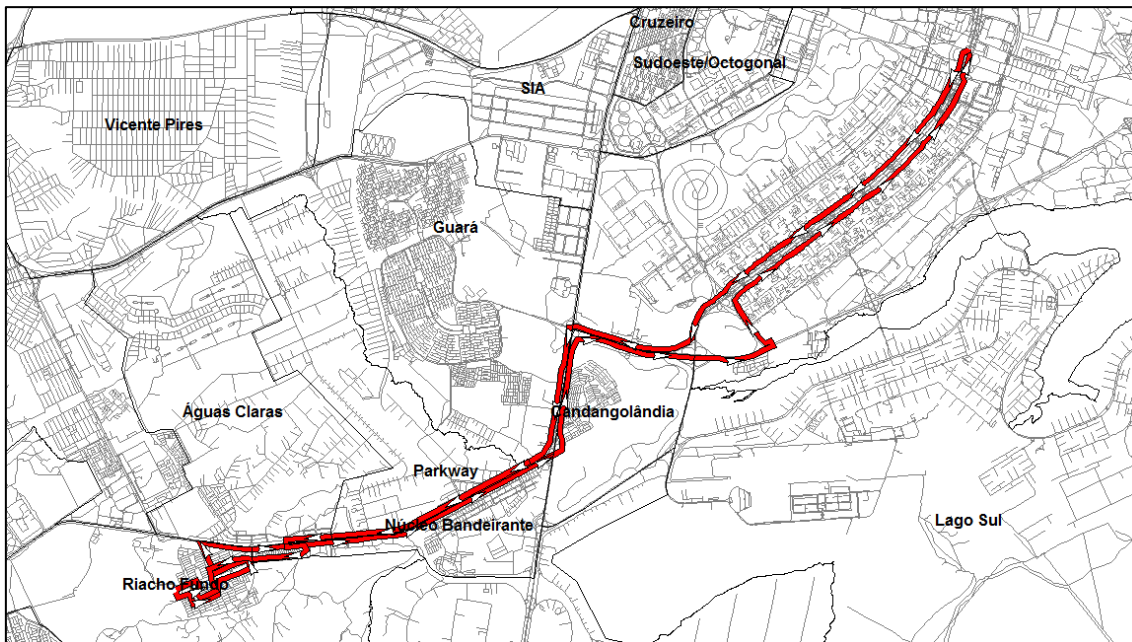 Cruzeiro
Sudoeste/Octogonal
SIA
Vicente Pires
Guará
Águas Claras
Candangolândia
Parkway
Núcleo Bandeirante
Lago Sul
Riacho Fundo